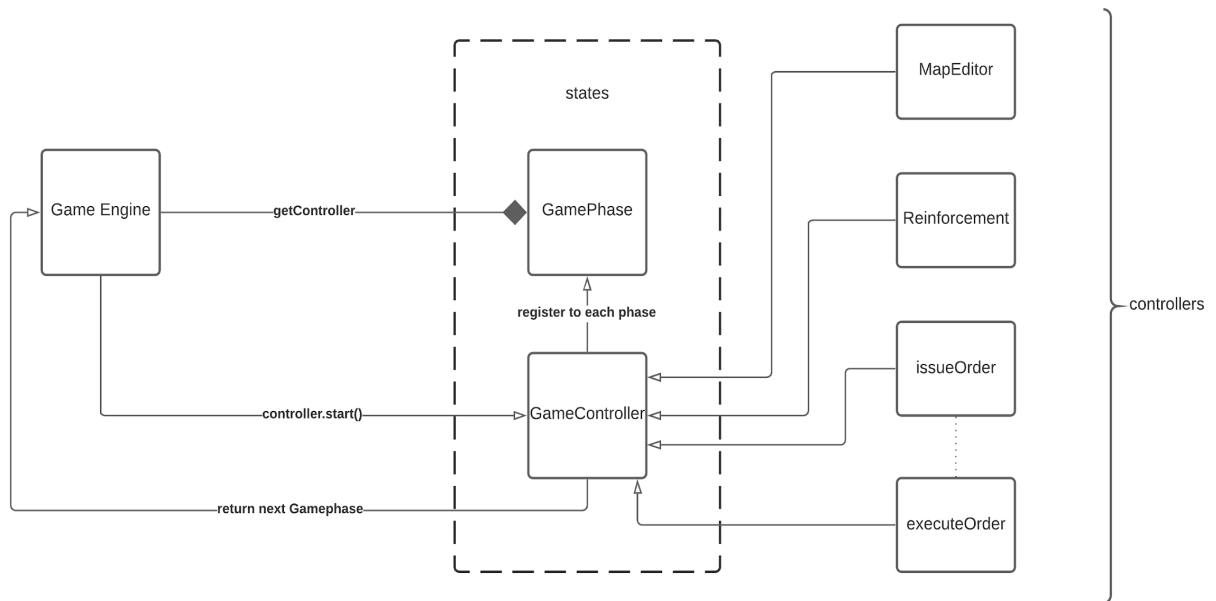 MapEditor
states
Game Engine
getController
GamePhase
Reinforcement
register to each phase
controllers
issueOrder
controller.start()
GameController
return next Gamephase
executeOrder